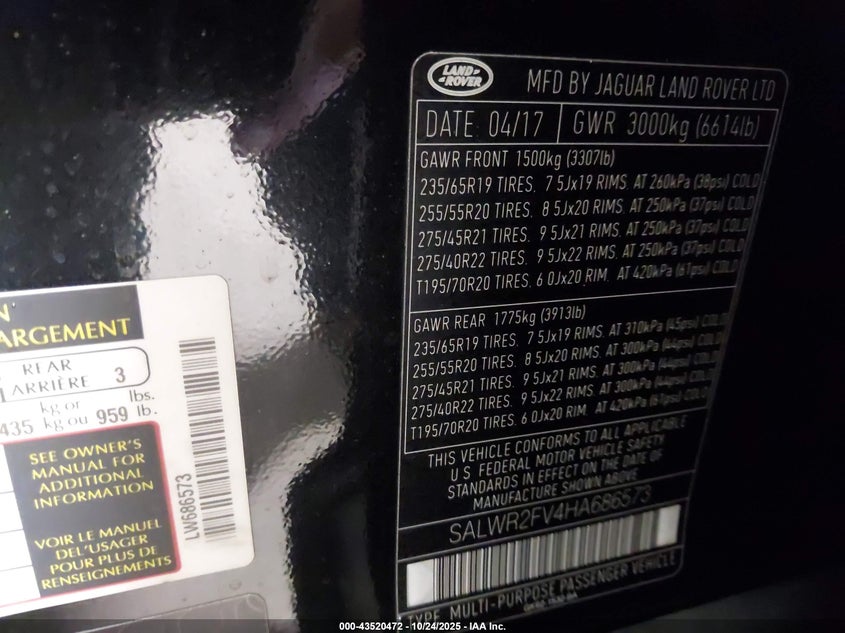 LAND ROVER
MFD BY JAGUAR LAND ROVER LTD
DATE 04/17 GWR 3000kg (6614lb)
GAWR FRONT 1500kg (3307lb)
235/65R19 TIRES. 7 5Jx19 RIMS. AT 260kPa (38psi) COLD
255/55R20 TIRES. 8 5Jx20 RIMS. AT 250kPa (37psi) COLD
275/45R21 TIRES. 9 5Jx21 RIMS. AT 250kPa (37psi) COLD
275/40R22 TIRES. 9 5Jx22 RIMS. AT 250kPa (37psi) COLD
T195/70R20 TIRES. 6 0Jx20 RIM. AT 420kPa (61psi) COLD
GAWR REAR 1775kg (3913lb)
235/65R19 TIRES. 7 5Jx19 RIMS. AT 310kPa (45psi) COLD
255/55R20 TIRES. 8 5Jx20 RIMS. AT 300kPa (44psi) COLD
275/45R21 TIRES. 9 5Jx21 RIMS. AT 300kPa (44psi) COLD
275/40R22 TIRES. 9 5Jx22 RIMS. AT 300kPa (44psi) COLD
T195/70R20 TIRES. 6 0Jx20 RIM. AT 420kPa (61psi) COLD
THIS VEHICLE CONFORMS TO ALL APPLICABLE
U.S. FEDERAL MOTOR VEHICLE SAFETY
STANDARDS IN EFFECT ON THE DATE OF
MANUFACTURE SHOWN ABOVE
SALWR2FV4HA686573
TYPE MULTI-PURPOSE PASSENGER VEHICLE
ARGEMENT
REAR
ARRIÈRE 3
kg or lbs.
435 kg ou 959 lb.
SEE OWNER'S
MANUAL FOR
ADDITIONAL
INFORMATION
VOIR LE MANUEL
DEL'USAGER
POUR PLUS DE
RENSEIGNEMENTS
LW686573
000-43520472 - 10/24/2025 - IAA Inc.